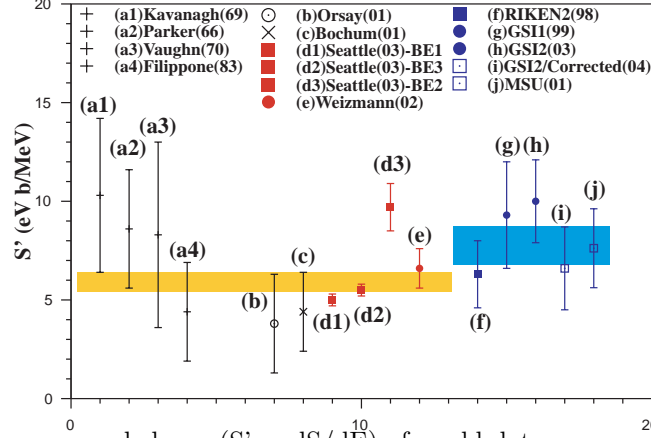 20
(a1)Kavanagh(69)
(a2)Parker(66)
(a3)Vaughn(70)
(a4)Filippone(83)
(b)Orsay(01)
(c)Bochum(01)
(d1)Seattle(03)-BE1
(d2)Seattle(03)-BE3
(d3)Seattle(03)-BE2
(e)Weizmann(02)
(f)RIKEN2(98)
(g)GSI1(99)
(h)GSI2(03)
(i)GSI2/Corrected(04)
(j)MSU(01)
15
(a1)
(a2)
(a3)
(a4)
(b)
(c)
(d1)
(d2)
(d3)
(e)
(f)
(g)
(h)
(i)
(j)
S' (eV b/MeV)
10
5
0
0
10
20
(S'
dS/dE)